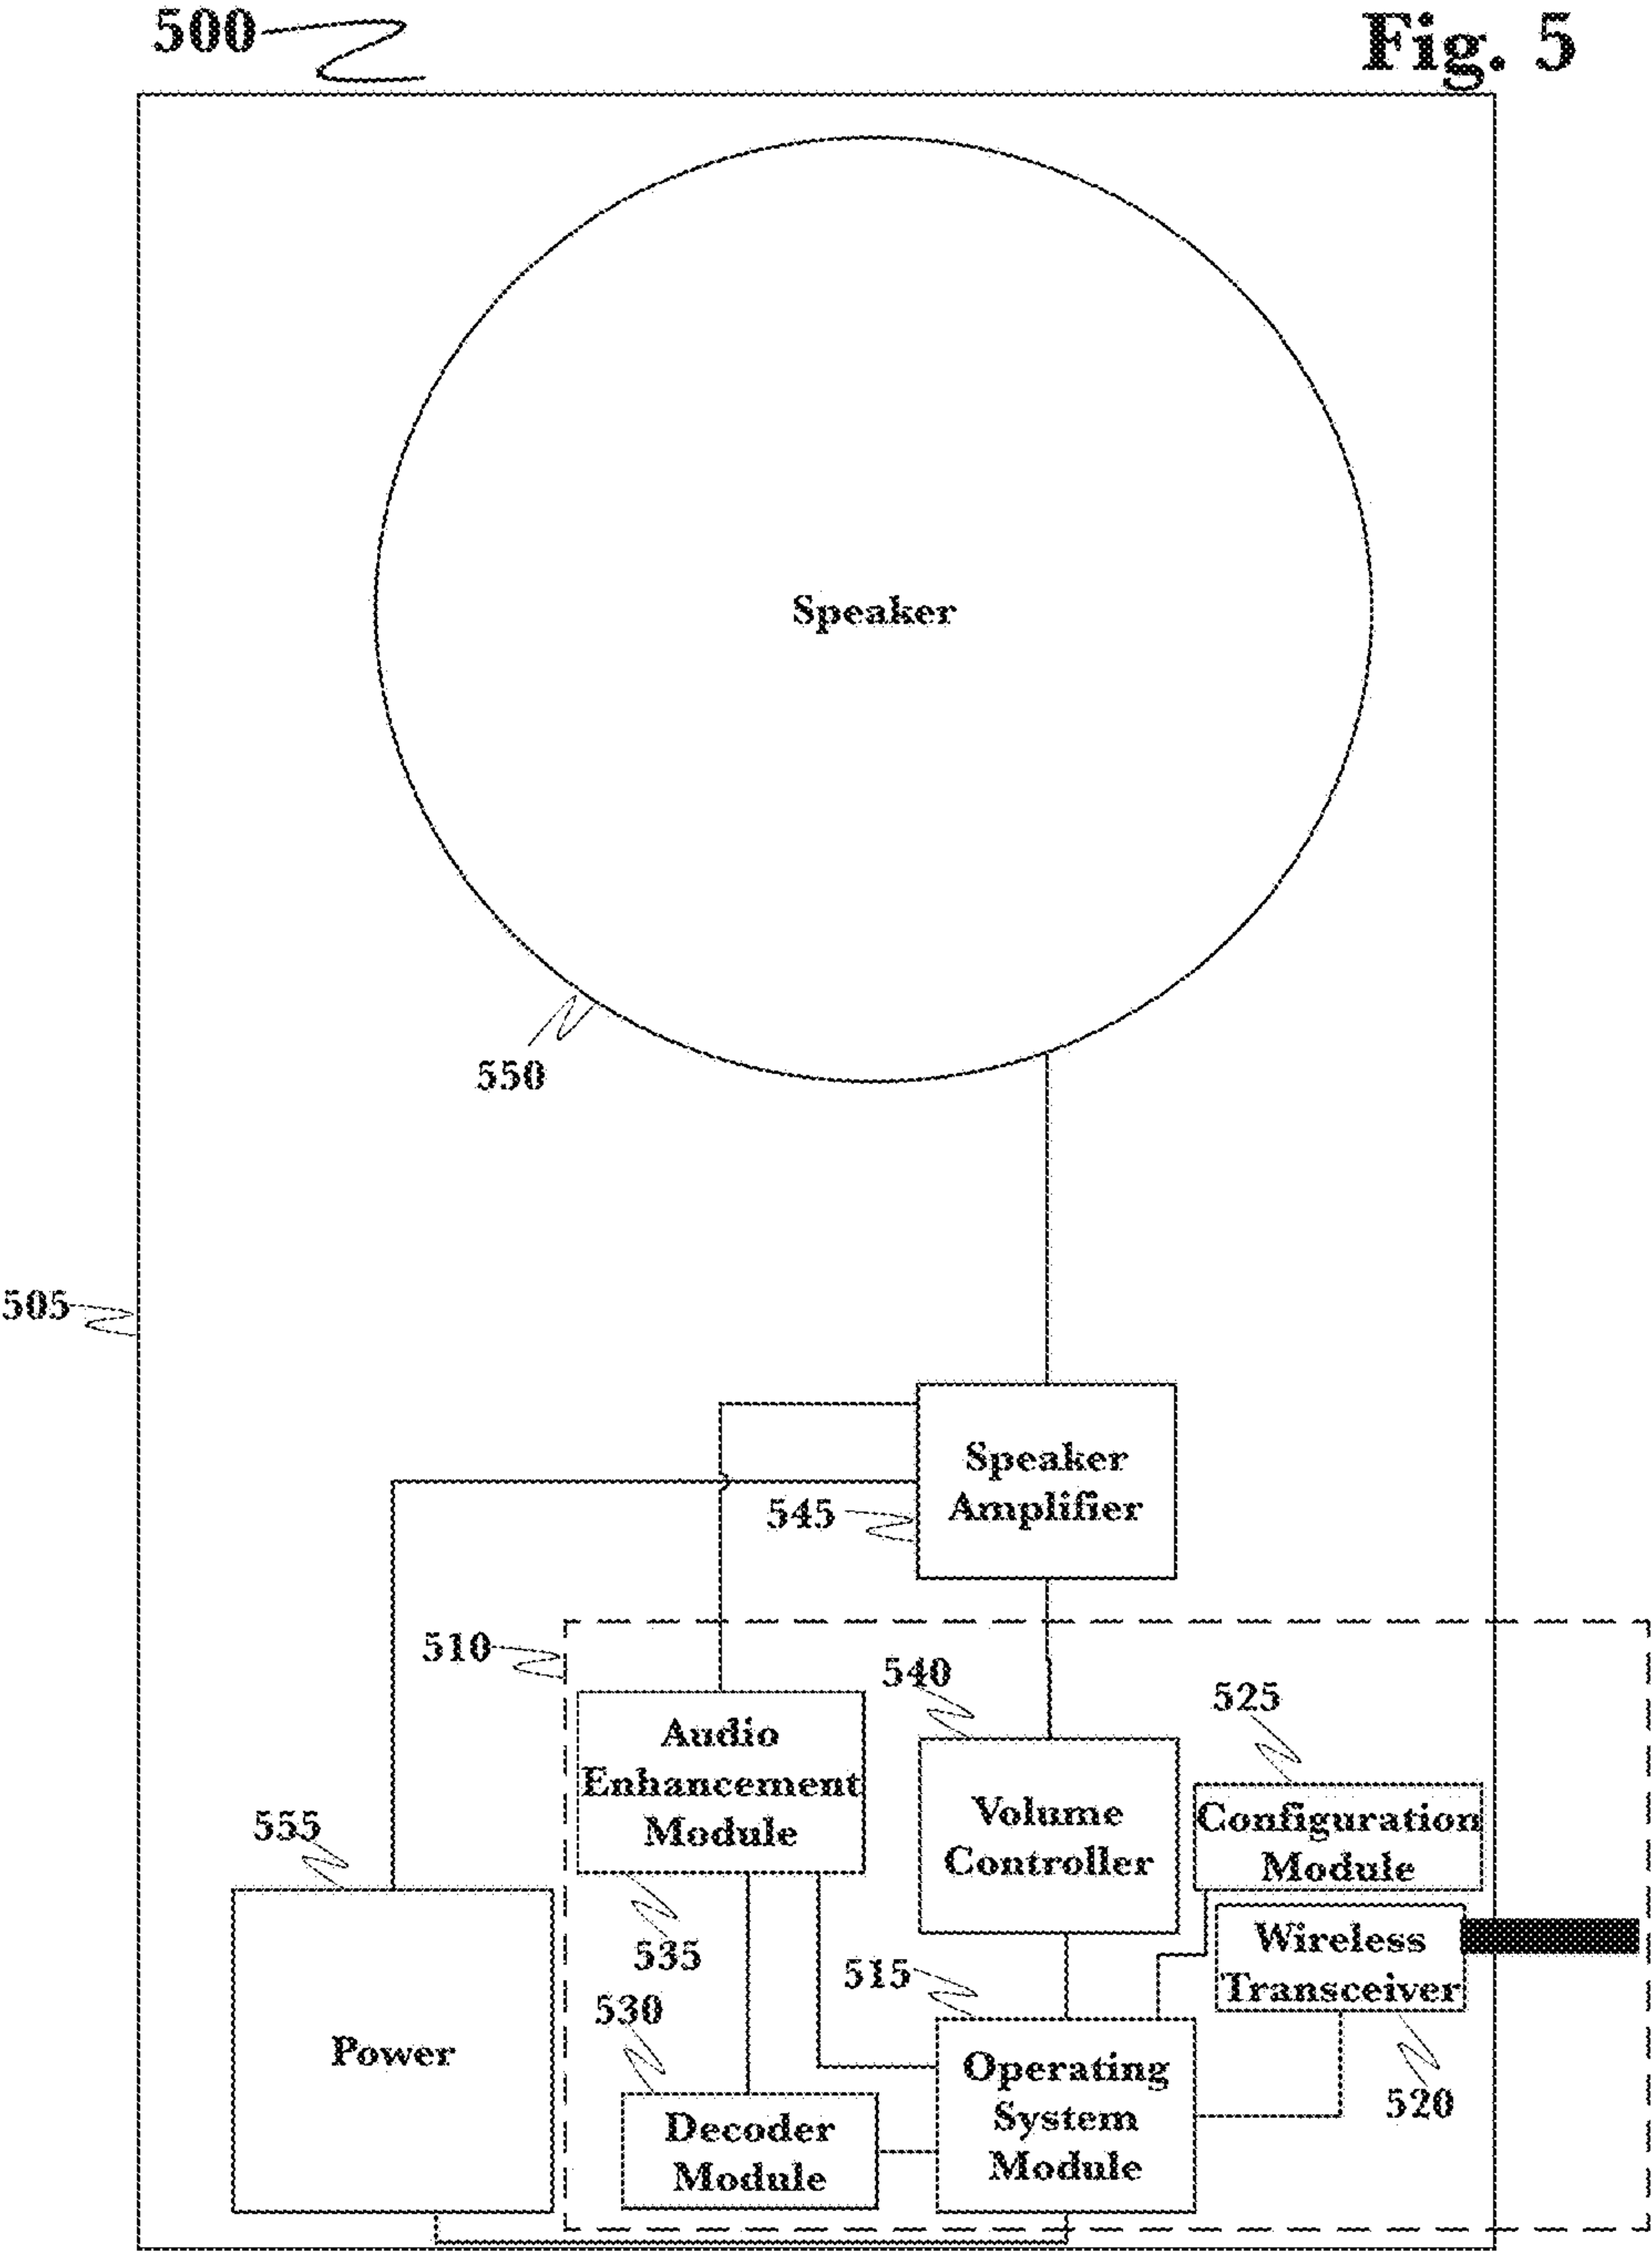 500
Fig. 5
Speaker
550
505
Speaker
Amplifier
545
510
540
525
Audio
Enhancement
Module
Volume
Controller
Configuration
Module
555
535
515
Wireless
Transceiver
530
Power
Operating
System
Module
520
Decoder
Module